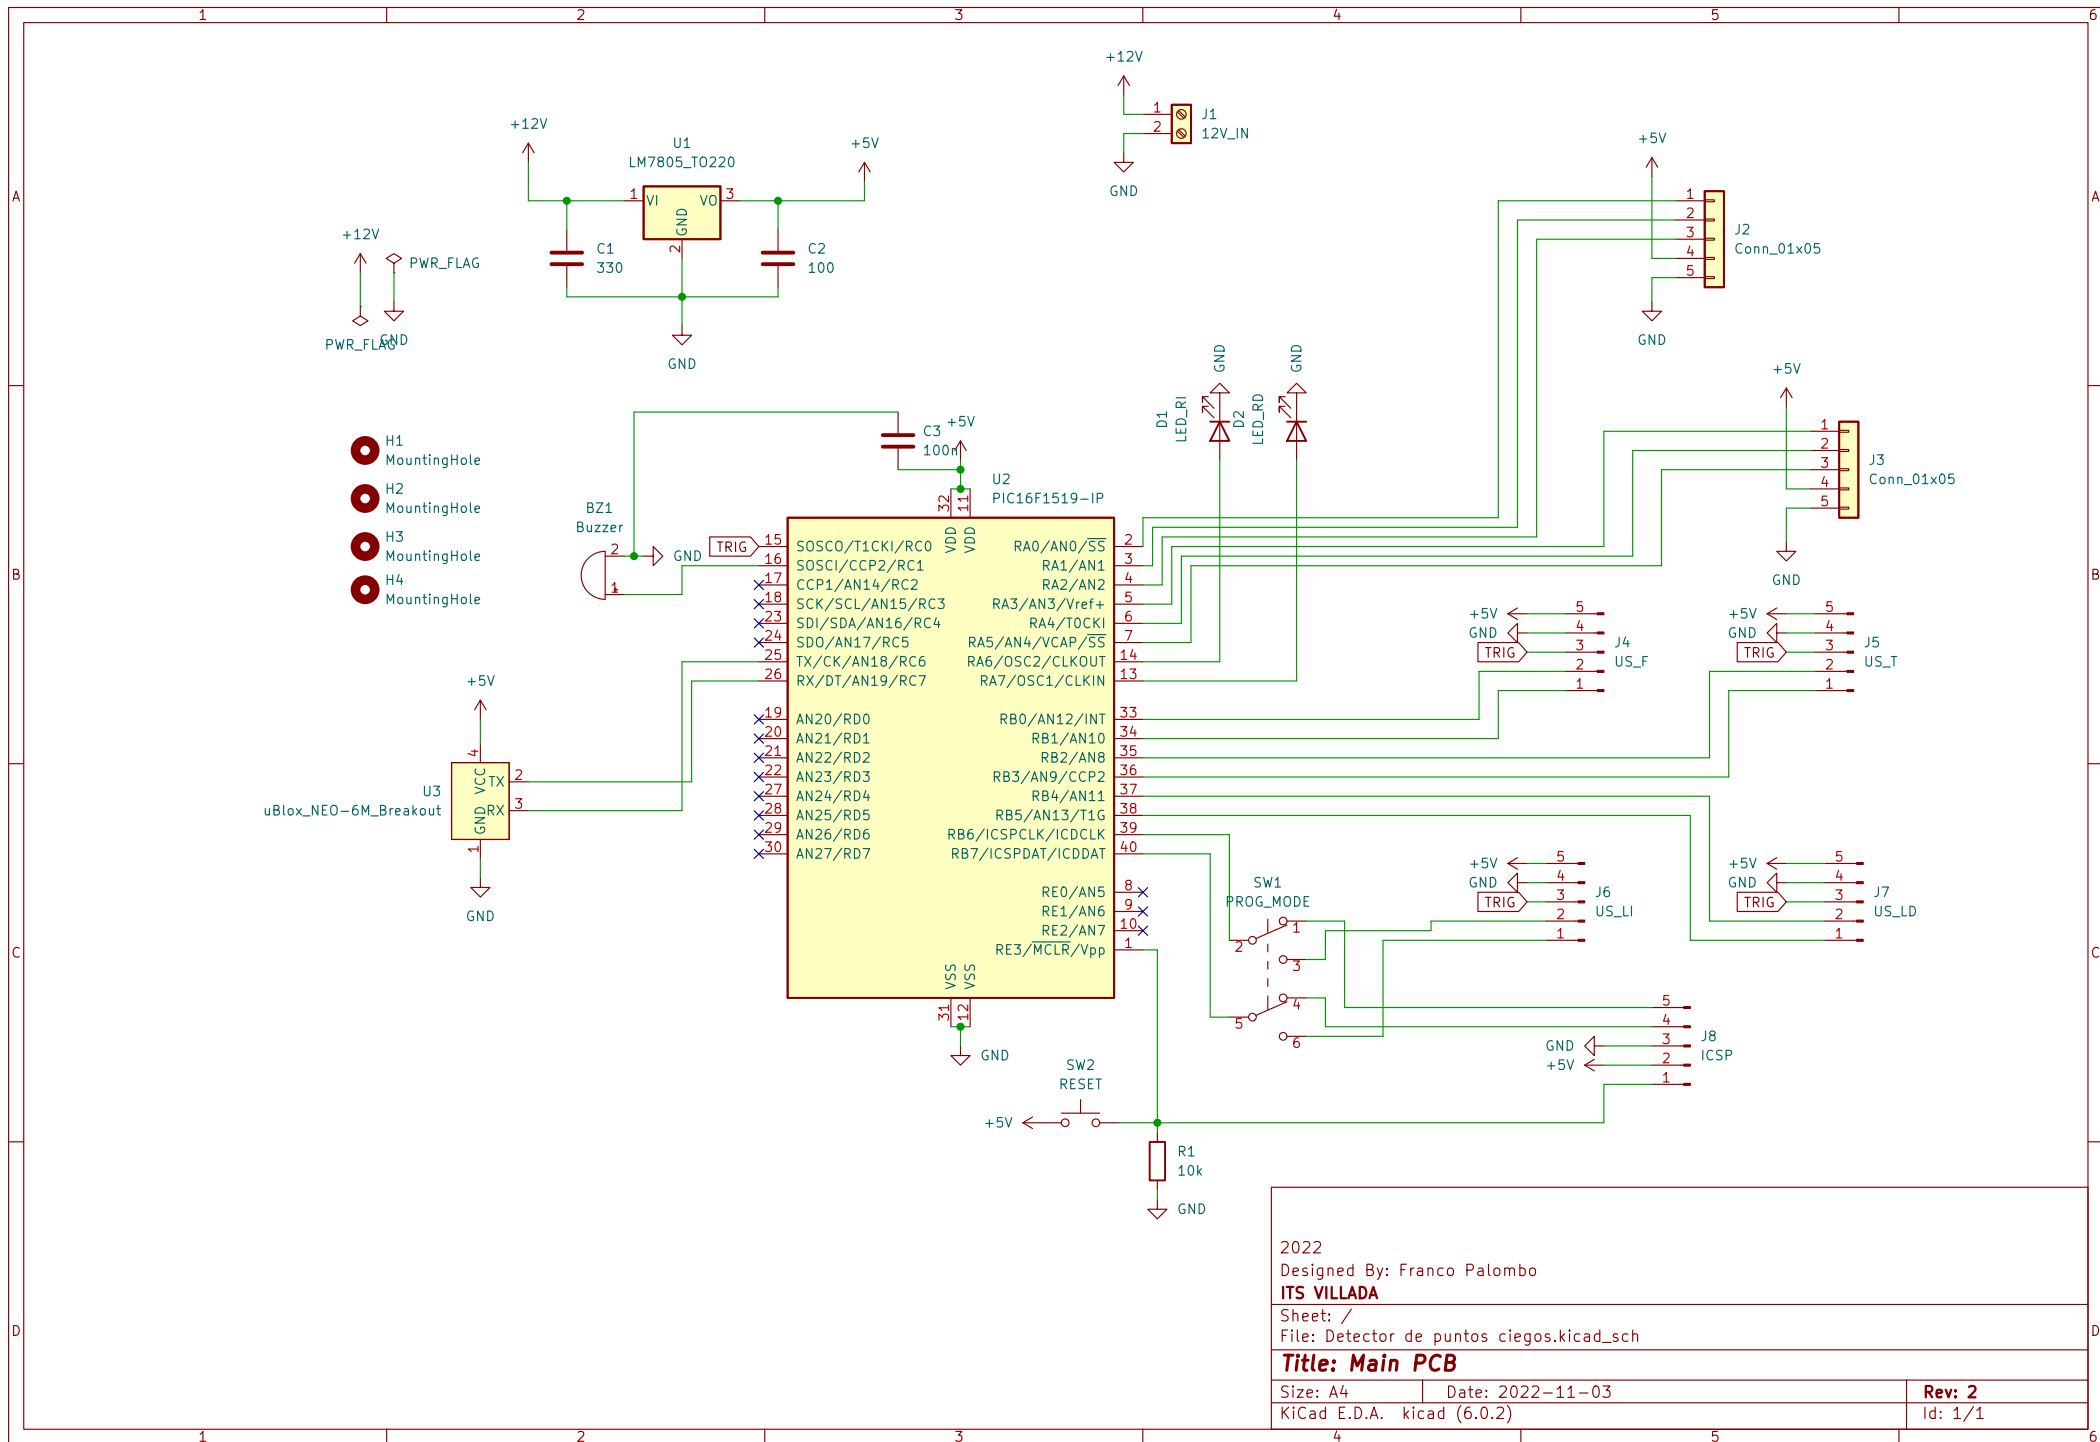 1 2 3 4 5 6
A A
B B
C C
D D
+12V
J1
12V_IN
1
2
GND
+12V
U1
LM7805_TO220
+5V
1 VI VO 3
GND
2
C1
330
C2
100
GND
+12V
PWR_FLAG
GND
PWR_FLAG
+5V
1
2
3
4
5
J2
Conn_01x05
GND
+5V
1
2
3
4
5
J3
Conn_01x05
GND
GND
GND
D1
LED_RI
D2
LED_RD
H1
MountingHole
H2
MountingHole
H3
MountingHole
H4
MountingHole
C3
100n
+5V
BZ1
Buzzer
2
1
GND
TRIG
U2
PIC16F1519-IP
32 11
VDD VDD
15 SOSCO/T1CKI/RC0
16 SOSCI/CCP2/RC1
17 CCP1/AN14/RC2
18 SCK/SCL/AN15/RC3
23 SDI/SDA/AN16/RC4
24 SDO/AN17/RC5
25 TX/CK/AN18/RC6
26 RX/DT/AN19/RC7
19 AN20/RD0
20 AN21/RD1
21 AN22/RD2
22 AN23/RD3
27 AN24/RD4
28 AN25/RD5
29 AN26/RD6
30 AN27/RD7
RA0/AN0/SS 2
RA1/AN1 3
RA2/AN2 4
RA3/AN3/Vref+ 5
RA4/T0CKI 6
RA5/AN4/VCAP/SS 7
RA6/OSC2/CLKOUT 14
RA7/OSC1/CLKIN 13
RB0/AN12/INT 33
RB1/AN10 34
RB2/AN8 35
RB3/AN9/CCP2 36
RB4/AN11 37
RB5/AN13/T1G 38
RB6/ICSPCLK/ICDCLK 39
RB7/ICSPDAT/ICDDAT 40
RE0/AN5 8
RE1/AN6 9
RE2/AN7 10
RE3/MCLR/Vpp 1
VSS VSS
31 12
GND
+5V
4
VCC
TX 2
RX 3
GND
1
U3
uBlox_NEO-6M_Breakout
GND
+5V 5
GND 4
TRIG 3
2
1
J4
US_F
+5V 5
GND 4
TRIG 3
2
1
J5
US_T
+5V 5
GND 4
TRIG 3
2
1
J6
US_LI
+5V 5
GND 4
TRIG 3
2
1
J7
US_LD
SW1
PROG_MODE
1
2
3
4
5
6
5
4
GND 3
+5V 2
1
J8
ICSP
SW2
RESET
+5V
R1
10k
GND
2022
Designed By: Franco Palombo
ITS VILLADA
Sheet: /
File: Detector de puntos ciegos.kicad_sch
Title: Main PCB
Size: A4 Date: 2022-11-03 Rev: 2
KiCad E.D.A. kicad (6.0.2) Id: 1/1
1 2 3 4 5 6